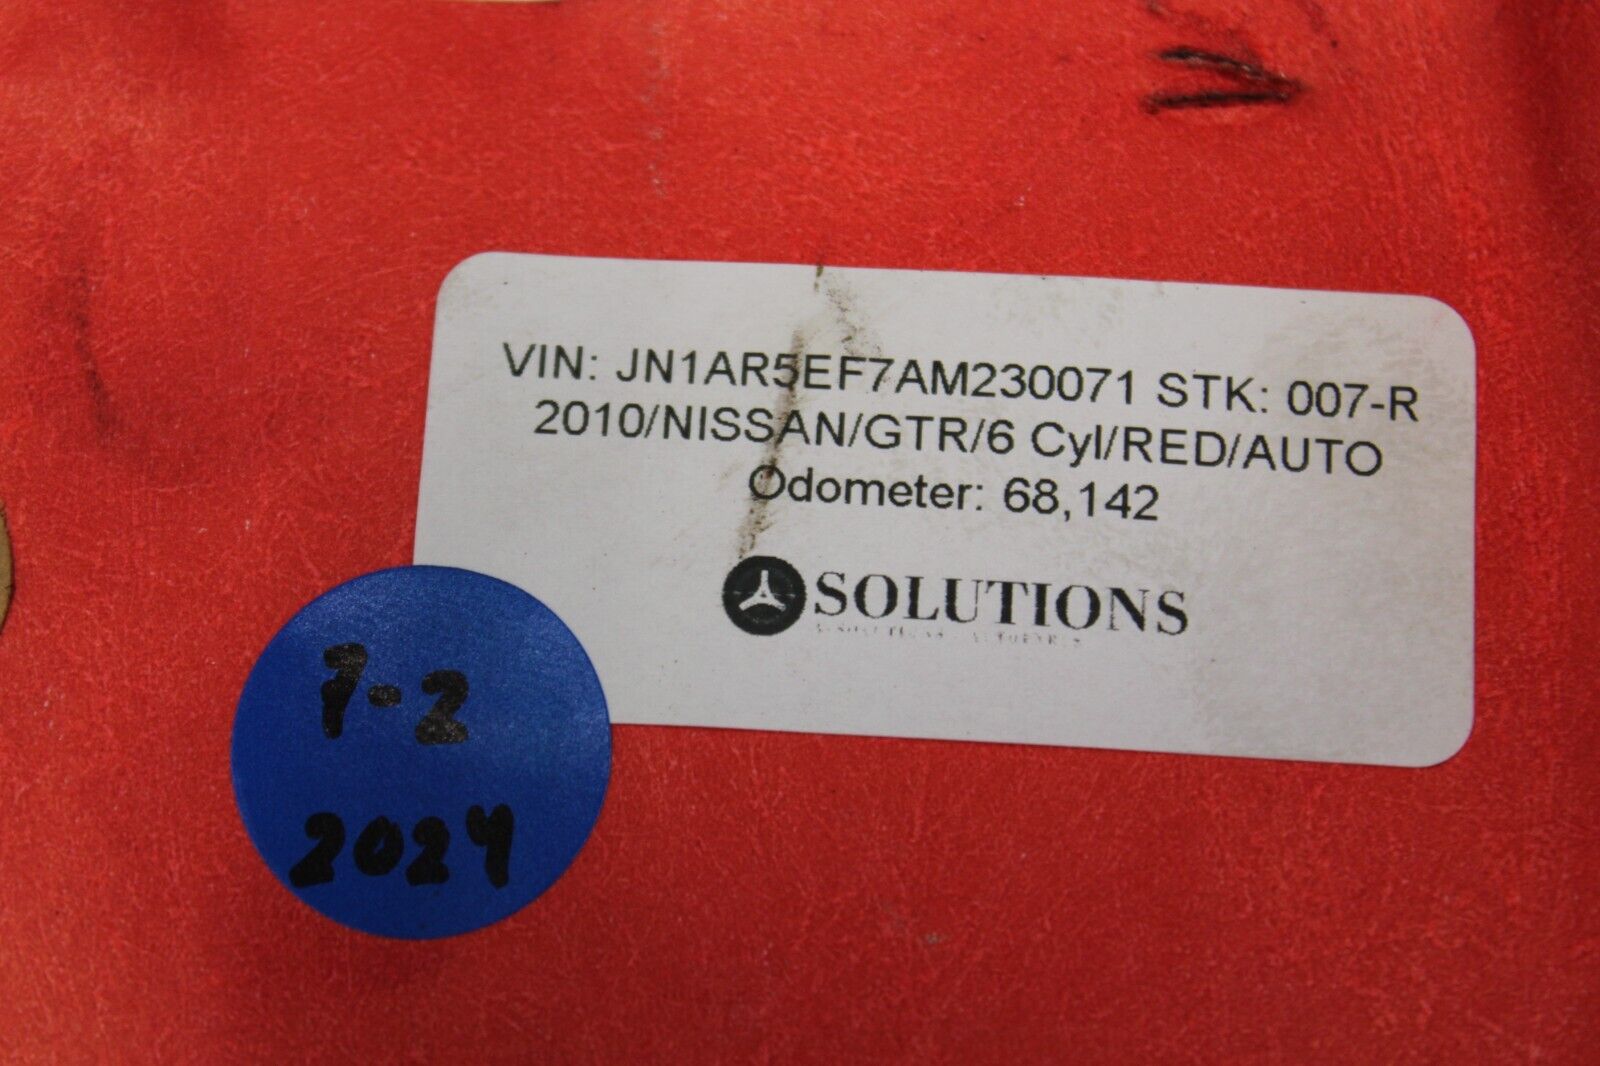 VIN: JN1AR5EF7AM230071 STK: 007-R
2010/NISSAN/GTR/6 Cyl/RED/AUTO
Odometer: 68,142
SOLUTIONS
7-2
2024